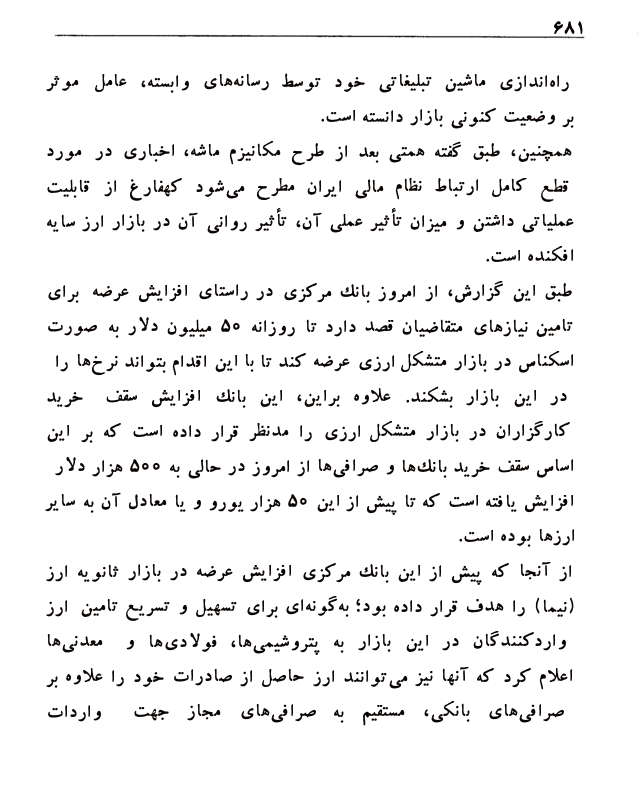 ۶۸۱
راه‌اندازی ماشین تبلیغاتی خود توسط رسانه‌های وابسته، عامل موثر
بر وضعیت کنونی بازار دانسته است.
همچنین، طبق گفته همتی بعد از طرح مکانیزم ماشه، اخباری در مورد
قطع کامل ارتباط نظام مالی ایران مطرح می‌شود کهفارغ از قابلیت
عملیاتی داشتن و میزان تأثیر عملی آن، تأثیر روانی آن در بازار ارز سایه
افکنده است.
طبق این گزارش، از امروز بانك مرکزی در راستای افزایش عرضه برای
تامین نیازهای متقاضیان قصد دارد تا روزانه ۵۰ میلیون دلار به صورت
اسکناس در بازار متشکل ارزی عرضه کند تا با این اقدام بتواند نرخ‌ها را
در این بازار بشکند. علاوه براین، این بانك افزایش سقف خرید
کارگزاران در بازار متشکل ارزی را مدنظر قرار داده است که بر این
اساس سقف خرید بانك‌ها و صرافی‌ها از امروز در حالی به ۵۰۰ هزار دلار
افزایش یافته است که تا پیش از این ۵۰ هزار یورو و یا معادل آن به سایر
ارزها بوده است.
از آنجا که پیش از این بانك مرکزی افزایش عرضه در بازار ثانویه ارز
(نیما) را هدف قرار داده بود؛ به‌گونه‌ای برای تسهیل و تسریع تامین ارز
واردکنندگان در این بازار به پتروشیمی‌ها، فولادی‌ها و معدنی‌ها
اعلام کرد که آنها نیز می‌توانند ارز حاصل از صادرات خود را علاوه بر
صرافی‌های بانکی، مستقیم به صرافی‌های مجاز جهت واردات